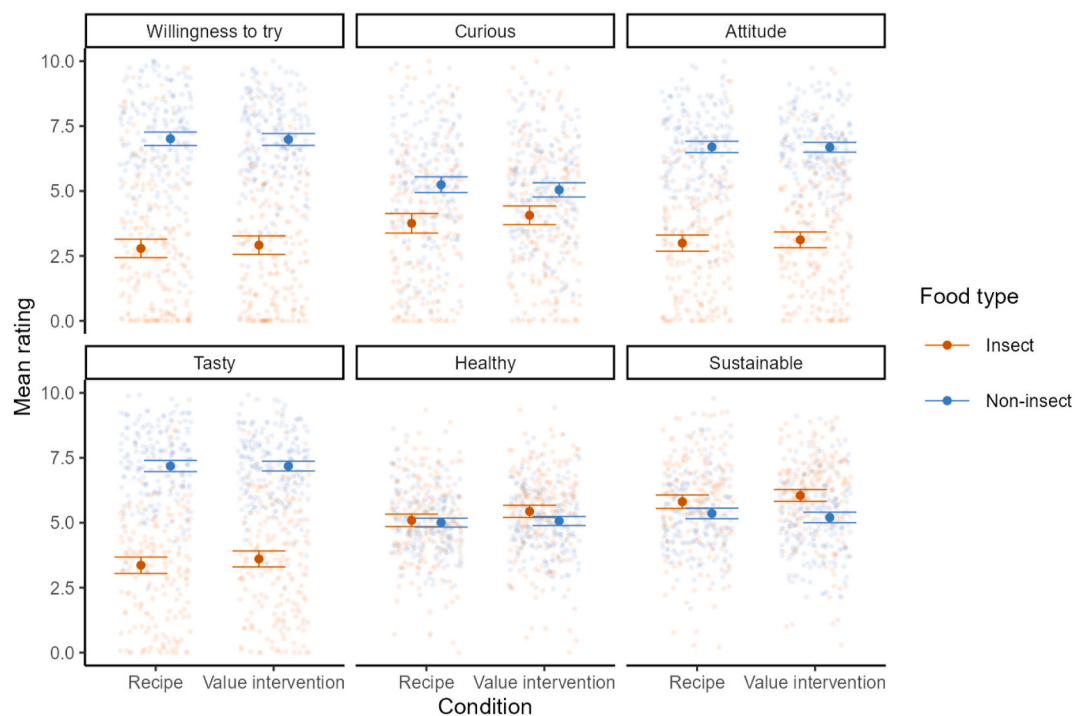 Willingness to try Curious Attitude
10.0
7.5
5.0
2.5
0.0
Mean rating
Tasty Healthy Sustainable
10.0
7.5
5.0
2.5
0.0
Recipe Value intervention Recipe Value intervention Recipe Value intervention
Condition
Food type
Insect
Non-insect